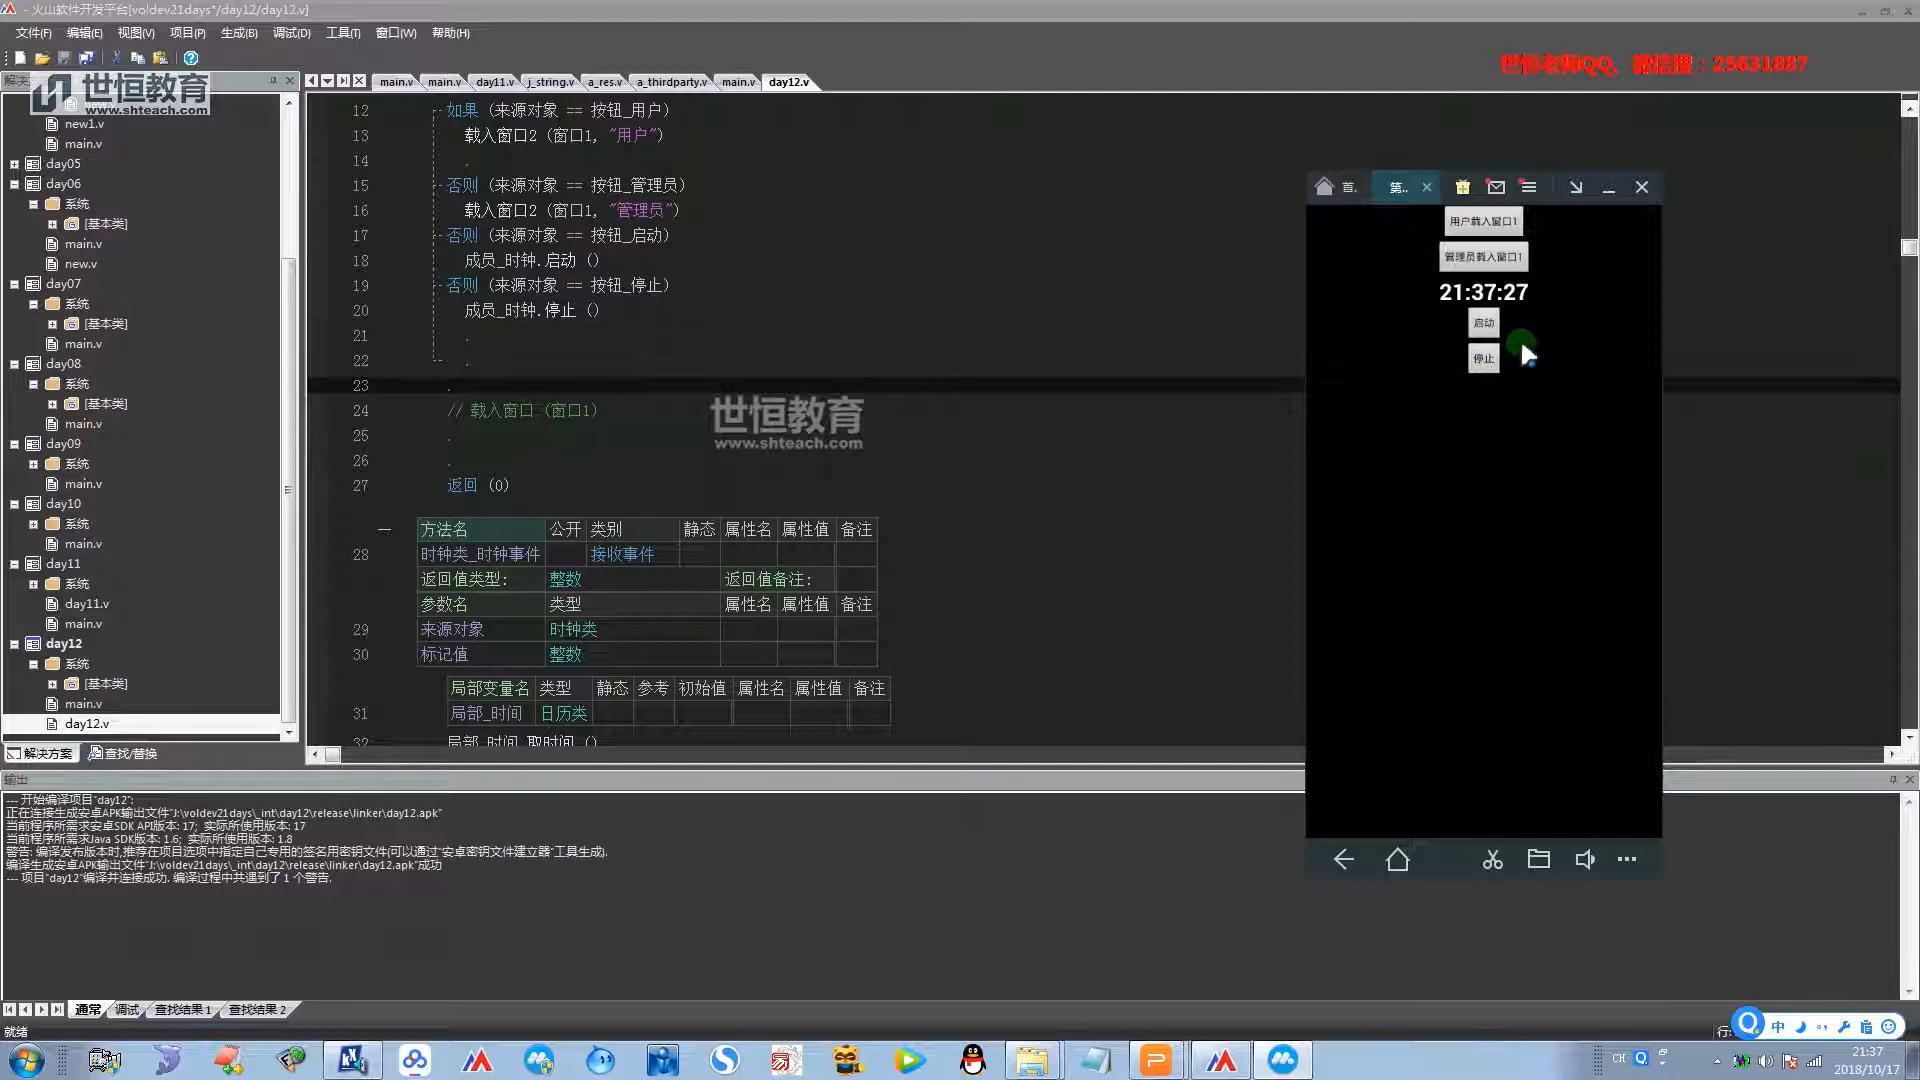 - 火山软件开发平台[voldev21days*/day12/day12.v]
文件(F) 编辑(E) 视图(V) 项目(P) 生成(B) 调试(D) 工具(T) 窗口(W) 帮助(H)
世恒老师QQ、微信搜：25631887
解决
世恒教育
www.shteach.com
main.v main.v day11.v j_string.v a_res.v a_thirdparty.v main.v day12.v
new1.v
main.v
day05
day06
系统
[基本类]
main.v
new.v
day07
系统
[基本类]
main.v
day08
系统
[基本类]
main.v
day09
系统
main.v
day10
系统
main.v
day11
系统
day11.v
main.v
day12
系统
[基本类]
main.v
day12.v
解决方案 查找/替换
12 如果 (来源对象 == 按钮_用户)
13 载入窗口2 (窗口1, "用户")
14
15 否则 (来源对象 == 按钮_管理员)
16 载入窗口2 (窗口1, "管理员")
17 否则 (来源对象 == 按钮_启动)
18 成员_时钟.启动 ()
19 否则 (来源对象 == 按钮_停止)
20 成员_时钟.停止 ()
21
22
23
24 // 载入窗口 (窗口1)
25
26
27 返回 (0)
世恒教育
www.shteach.com
方法名 公开 类别 静态 属性名 属性值 备注
28 时钟类_时钟事件 接收事件
返回值类型: 整数 返回值备注:
参数名 类型 属性名 属性值 备注
29 来源对象 时钟类
30 标记值 整数
局部变量名 类型 静态 参考 初始值 属性名 属性值 备注
31 局部_时间 日历类
32 局部_时间.取时间 ()
首. 第..
用户载入窗口1
管理员载入窗口1
21:37:27
启动
停止
输出
--- 开始编译项目"day12":
正在连接生成安卓APK输出文件"J:\voldev21days\_int\day12\release\linker\day12.apk"
当前程序所需求安卓SDK API版本: 17; 实际所使用版本: 17
当前程序所需求Java SDK版本: 1.6; 实际所使用版本: 1.8
警告: 编译发布版本时,推荐在项目选项中指定自己专用的签名用密钥文件(可以通过"安卓密钥文件建立器"工具生成).
编译生成安卓APK输出文件"J:\voldev21days\_int\day12\release\linker\day12.apk"成功
--- 项目"day12"编译并连接成功. 编译过程中共遇到了 1 个警告.
通常 调试 查找结果 1 查找结果 2
就绪
行:
中
CH
21:37
2018/10/17